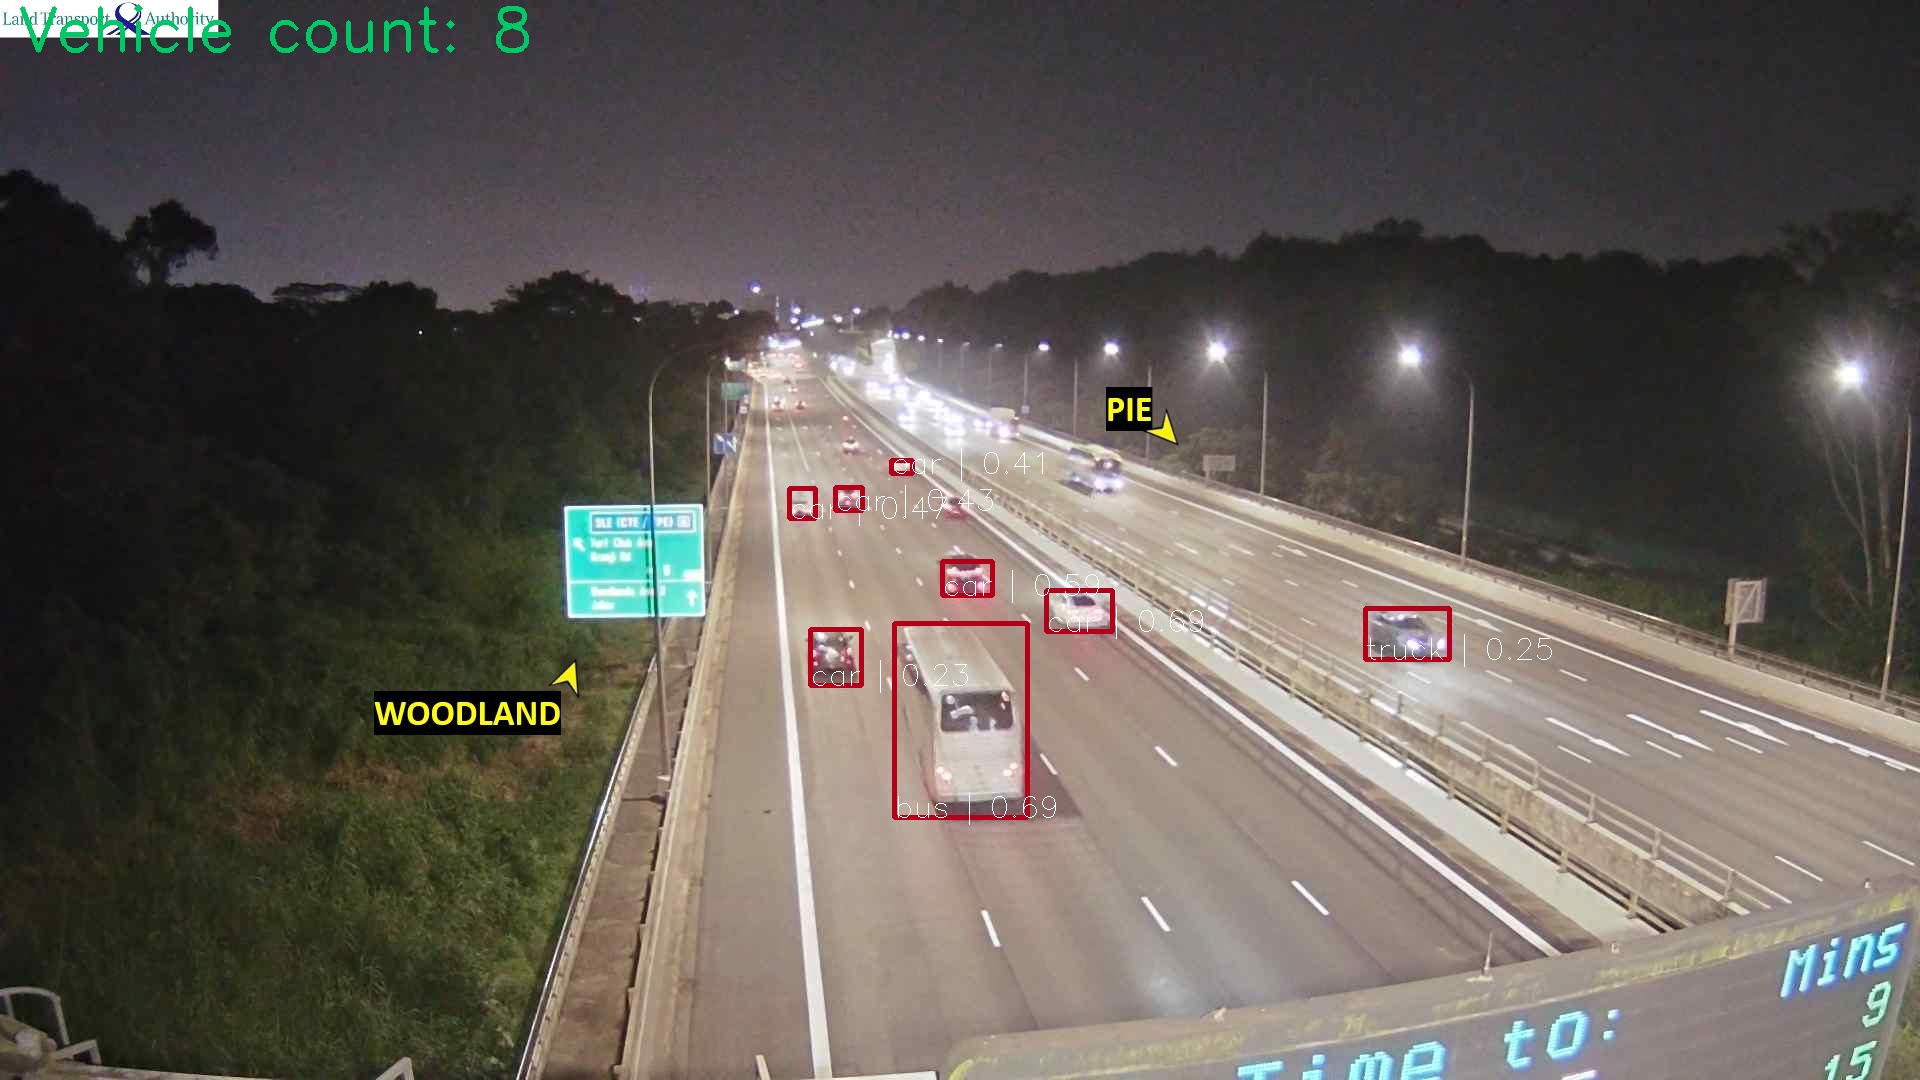 Land Transport Authority
Vehicle count: 8
PIE
car | 0.41
car | 0.43
car | 0.47
SLE (CTE / TPE)
car | 0.59
car | 0.69
truck | 0.25
car | 0.23
WOODLAND
bus | 0.69
Mins
9
Time to:
15